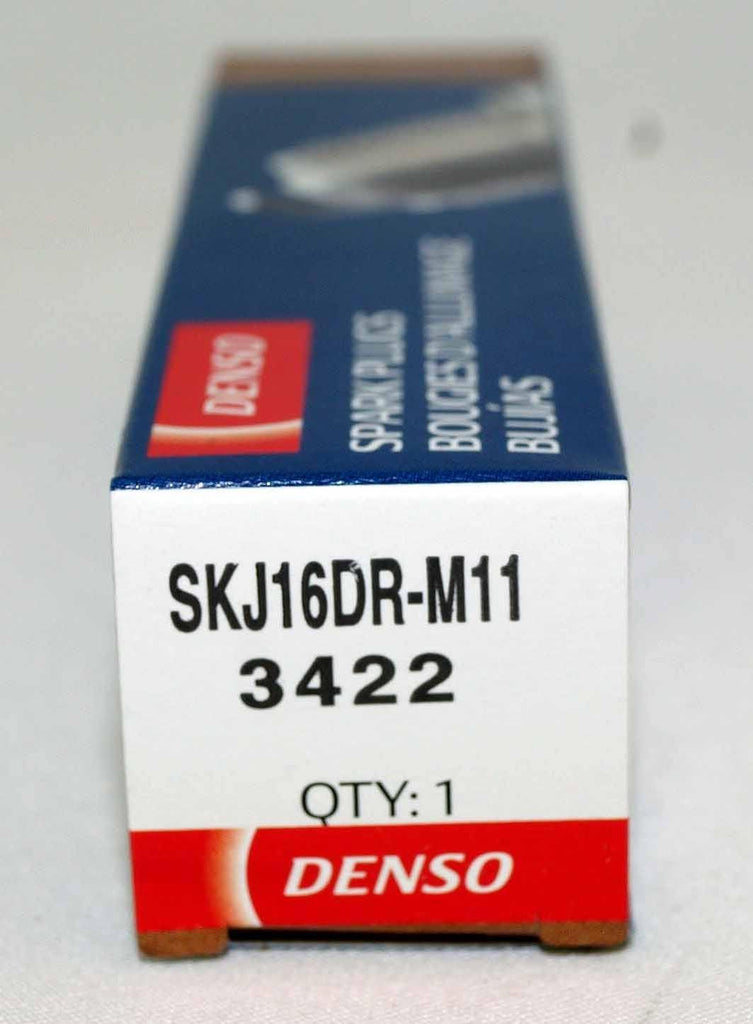 DENSO
SPARK PLUGS
BOUGIES D'ALLUMAGE
BUJÍAS
SKJ16DR-M11
3422
QTY: 1
DENSO